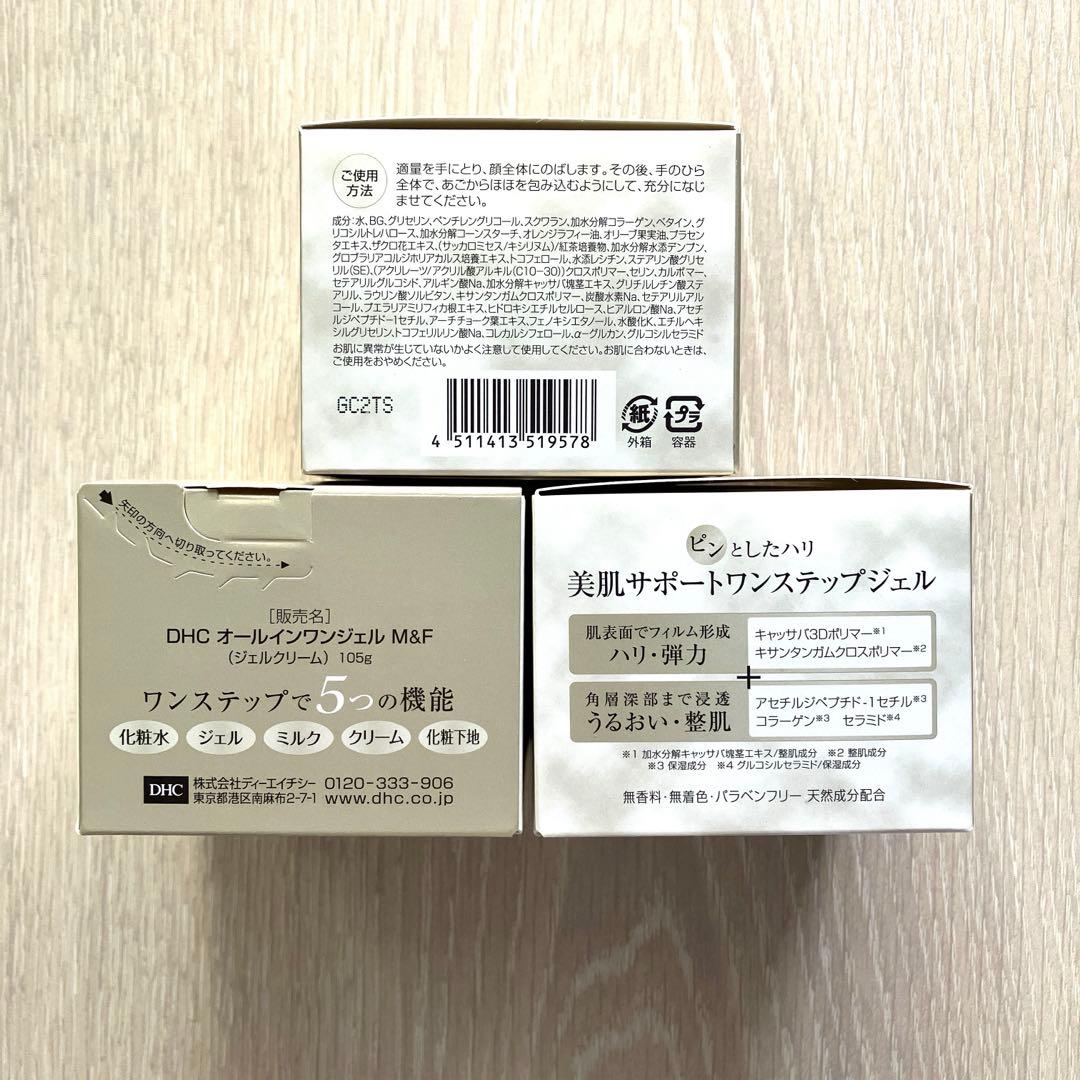 ご使用
方法
適量を手にとり、顔全体にのばします。その後、手のひら
全体で、あごからほほを包み込むようにして、充分になじ
ませてください。
成分:水、BG、グリセリン、ペンチレングリコール、スクワラン、加水分解コラーゲン、ベタイン、グ
リコシルトレハロース、加水分解コーンスターチ、オレンジラフィー油、オリーブ果実油、プラセン
タエキス、ザクロ花エキス、(サッカロミセス/キシリヌム)/紅茶培養物、加水分解水添デンプン、
グロブラリアコルジホリアカルス培養エキス、トコフェロール、水添レシチン、ステアリン酸グリセ
リル(SE)、(アクリレーツ/アクリル酸アルキル(C10-30))クロスポリマー、セリン、カルボマー、
セテアリルグルコシド、アルギン酸Na、加水分解キャッサバ塊茎エキス、グリチルレチン酸ステ
アリル、ラウリン酸ソルビタン、キサンタンガムクロスポリマー、炭酸水素Na、セテアリルアル
コール、プエラリアミリフィカ根エキス、ヒドロキシエチルセルロース、ヒアルロン酸Na、アセチ
ルジペプチド-1セチル、アーチチョーク葉エキス、フェノキシエタノール、水酸化K、エチルヘキ
シルグリセリン、トコフェリルリン酸Na、コレカルシフェロール、α-グルカン、グルコシルセラミド
お肌に異常が生じていないかよく注意して使用してください。お肌に合わないときは、
ご使用をおやめください。
GC2TS
4 511413 519578
紙
外箱
プラ
容器
矢印の方向へ切り取ってください。
[販売名]
DHC オールインワンジェル M&F
(ジェルクリーム) 105g
ワンステップで5つの機能
化粧水 ジェル ミルク クリーム 化粧下地
DHC
株式会社ディーエイチシー 0120-333-906
東京都港区南麻布2-7-1 www.dhc.co.jp
ピンとしたハリ
美肌サポートワンステップジェル
肌表面でフィルム形成
ハリ・弾力
キャッサバ3Dポリマー※1
キサンタンガムクロスポリマー※2
+
角層深部まで浸透
うるおい・整肌
アセチルジペプチド-1セチル※3
コラーゲン※3 セラミド※4
※1 加水分解キャッサバ塊茎エキス/整肌成分 ※2 整肌成分
※3 保湿成分 ※4 グルコシルセラミド/保湿成分
無香料・無着色・パラベンフリー 天然成分配合